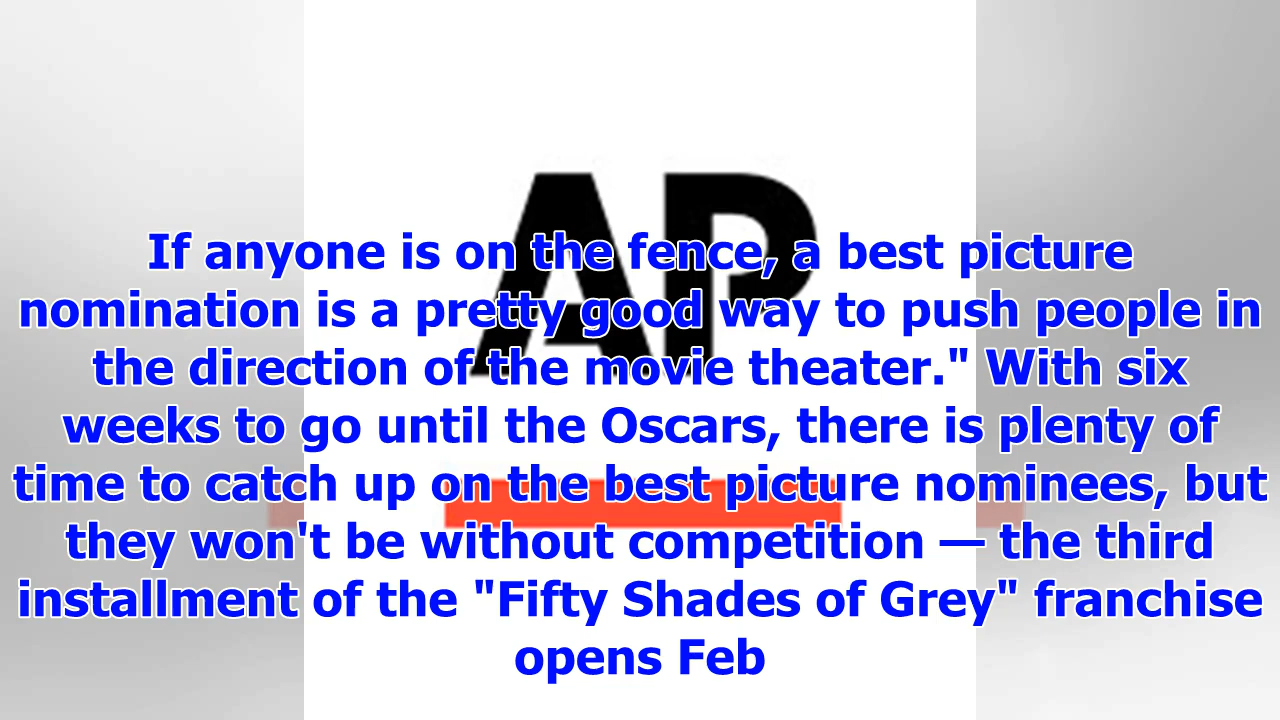 AP
If anyone is on the fence, a best picture
nomination is a pretty good way to push people in
the direction of the movie theater." With six
weeks to go until the Oscars, there is plenty of
time to catch up on the best picture nominees, but
they won't be without competition — the third
installment of the "Fifty Shades of Grey" franchise
opens Feb